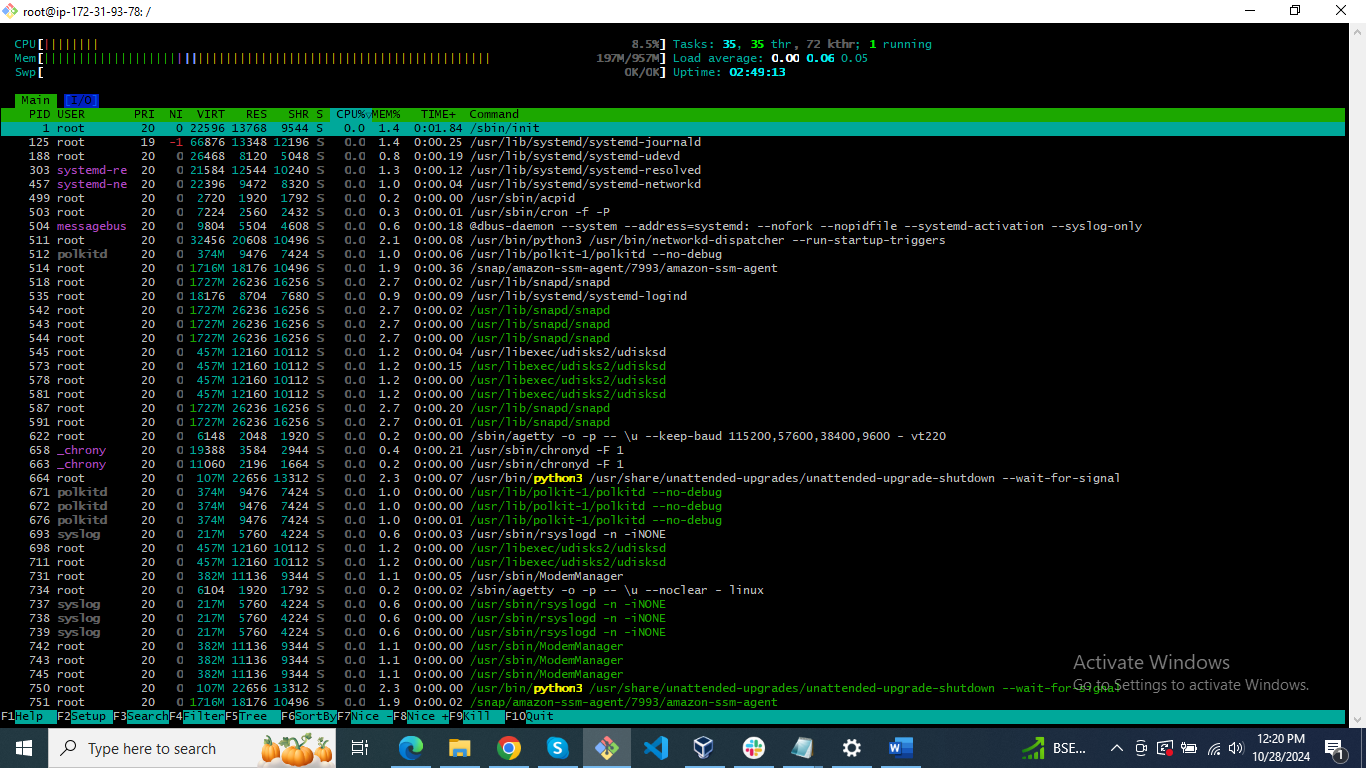 root@ip-172-31-93-78: /
CPU[|||||||| 8.5%] Tasks: 35, 35 thr, 72 kthr; 1 running
Mem[||||||||||||||||||||||||||||||||||||||||||||||||||||||||||||||| 197M/957M] Load average: 0.00 0.06 0.05
Swp[ 0K/0K] Uptime: 02:49:13
Main [I/O]
PID USER PRI NI VIRT RES SHR S CPU%▽MEM% TIME+ Command
1 root 20 0 22596 13768 9544 S 0.0 1.4 0:01.84 /sbin/init
125 root 19 -1 66876 13348 12196 S 0.0 1.4 0:00.25 /usr/lib/systemd/systemd-journald
188 root 20 0 26468 8120 5048 S 0.0 0.8 0:00.19 /usr/lib/systemd/systemd-udevd
303 systemd-re 20 0 21584 12544 10240 S 0.0 1.3 0:00.12 /usr/lib/systemd/systemd-resolved
457 systemd-ne 20 0 22396 9472 8320 S 0.0 1.0 0:00.04 /usr/lib/systemd/systemd-networkd
499 root 20 0 2720 1920 1792 S 0.0 0.2 0:00.00 /usr/sbin/acpid
503 root 20 0 7224 2560 2432 S 0.0 0.3 0:00.01 /usr/sbin/cron -f -P
504 messagebus 20 0 9804 5504 4608 S 0.0 0.6 0:00.18 @dbus-daemon --system --address=systemd: --nofork --nopidfile --systemd-activation --syslog-only
511 root 20 0 32456 20608 10496 S 0.0 2.1 0:00.08 /usr/bin/python3 /usr/bin/networkd-dispatcher --run-startup-triggers
512 polkitd 20 0 374M 9476 7424 S 0.0 1.0 0:00.06 /usr/lib/polkit-1/polkitd --no-debug
514 root 20 0 1716M 18176 10496 S 0.0 1.9 0:00.36 /snap/amazon-ssm-agent/7993/amazon-ssm-agent
518 root 20 0 1727M 26236 16256 S 0.0 2.7 0:00.02 /usr/lib/snapd/snapd
535 root 20 0 18176 8704 7680 S 0.0 0.9 0:00.09 /usr/lib/systemd/systemd-logind
542 root 20 0 1727M 26236 16256 S 0.0 2.7 0:00.02 /usr/lib/snapd/snapd
543 root 20 0 1727M 26236 16256 S 0.0 2.7 0:00.00 /usr/lib/snapd/snapd
544 root 20 0 1727M 26236 16256 S 0.0 2.7 0:00.00 /usr/lib/snapd/snapd
545 root 20 0 457M 12160 10112 S 0.0 1.2 0:00.04 /usr/libexec/udisks2/udisksd
573 root 20 0 457M 12160 10112 S 0.0 1.2 0:00.15 /usr/libexec/udisks2/udisksd
578 root 20 0 457M 12160 10112 S 0.0 1.2 0:00.00 /usr/libexec/udisks2/udisksd
581 root 20 0 457M 12160 10112 S 0.0 1.2 0:00.00 /usr/libexec/udisks2/udisksd
587 root 20 0 1727M 26236 16256 S 0.0 2.7 0:00.20 /usr/lib/snapd/snapd
591 root 20 0 1727M 26236 16256 S 0.0 2.7 0:00.01 /usr/lib/snapd/snapd
622 root 20 0 6148 2048 1920 S 0.0 0.2 0:00.00 /sbin/agetty -o -p -- \u --keep-baud 115200,57600,38400,9600 - vt220
658 _chrony 20 0 19388 3584 2944 S 0.0 0.4 0:00.21 /usr/sbin/chronyd -F 1
663 _chrony 20 0 11060 2196 1664 S 0.0 0.2 0:00.00 /usr/sbin/chronyd -F 1
664 root 20 0 107M 22656 13312 S 0.0 2.3 0:00.07 /usr/bin/python3 /usr/share/unattended-upgrades/unattended-upgrade-shutdown --wait-for-signal
671 polkitd 20 0 374M 9476 7424 S 0.0 1.0 0:00.00 /usr/lib/polkit-1/polkitd --no-debug
672 polkitd 20 0 374M 9476 7424 S 0.0 1.0 0:00.00 /usr/lib/polkit-1/polkitd --no-debug
676 polkitd 20 0 374M 9476 7424 S 0.0 1.0 0:00.01 /usr/lib/polkit-1/polkitd --no-debug
693 syslog 20 0 217M 5760 4224 S 0.0 0.6 0:00.03 /usr/sbin/rsyslogd -n -iNONE
698 root 20 0 457M 12160 10112 S 0.0 1.2 0:00.00 /usr/libexec/udisks2/udisksd
711 root 20 0 457M 12160 10112 S 0.0 1.2 0:00.00 /usr/libexec/udisks2/udisksd
731 root 20 0 382M 11136 9344 S 0.0 1.1 0:00.05 /usr/sbin/ModemManager
734 root 20 0 6104 1920 1792 S 0.0 0.2 0:00.02 /sbin/agetty -o -p -- \u --noclear - linux
737 syslog 20 0 217M 5760 4224 S 0.0 0.6 0:00.00 /usr/sbin/rsyslogd -n -iNONE
738 syslog 20 0 217M 5760 4224 S 0.0 0.6 0:00.00 /usr/sbin/rsyslogd -n -iNONE
739 syslog 20 0 217M 5760 4224 S 0.0 0.6 0:00.00 /usr/sbin/rsyslogd -n -iNONE
742 root 20 0 382M 11136 9344 S 0.0 1.1 0:00.00 /usr/sbin/ModemManager
743 root 20 0 382M 11136 9344 S 0.0 1.1 0:00.00 /usr/sbin/ModemManager
745 root 20 0 382M 11136 9344 S 0.0 1.1 0:00.00 /usr/sbin/ModemManager
750 root 20 0 107M 22656 13312 S 0.0 2.3 0:00.00 /usr/bin/python3 /usr/share/unattended-upgrades/unattended-upgrade-shutdown --wait-for-signal
751 root 20 0 1716M 18176 10496 S 0.0 1.9 0:00.02 /snap/amazon-ssm-agent/7993/amazon-ssm-agent
Activate Windows
Go to Settings to activate Windows.
F1Help F2Setup F3SearchF4FilterF5Tree F6SortByF7Nice -F8Nice +F9Kill F10Quit
Type here to search
BSE...
12:20 PM
10/28/2024
1